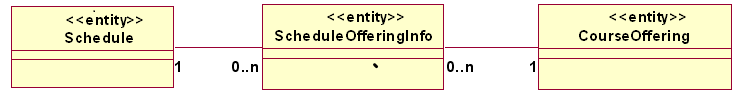 <<entity>>
Schedule
<<entity>>
ScheduleOfferingInfo
<<entity>>
CourseOffering
1
0..n
0..n
1